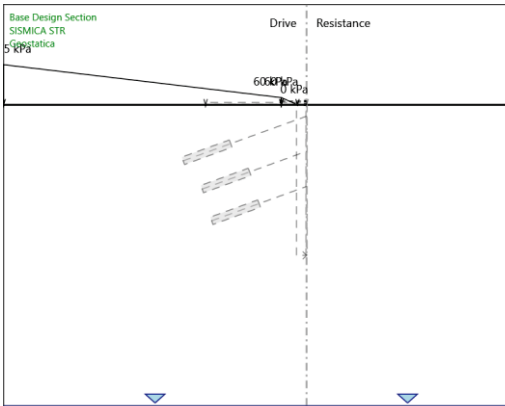 Base Design Section
SISMICA STR
Geostatica
Drive
Resistance
5 kPa
0 kPa